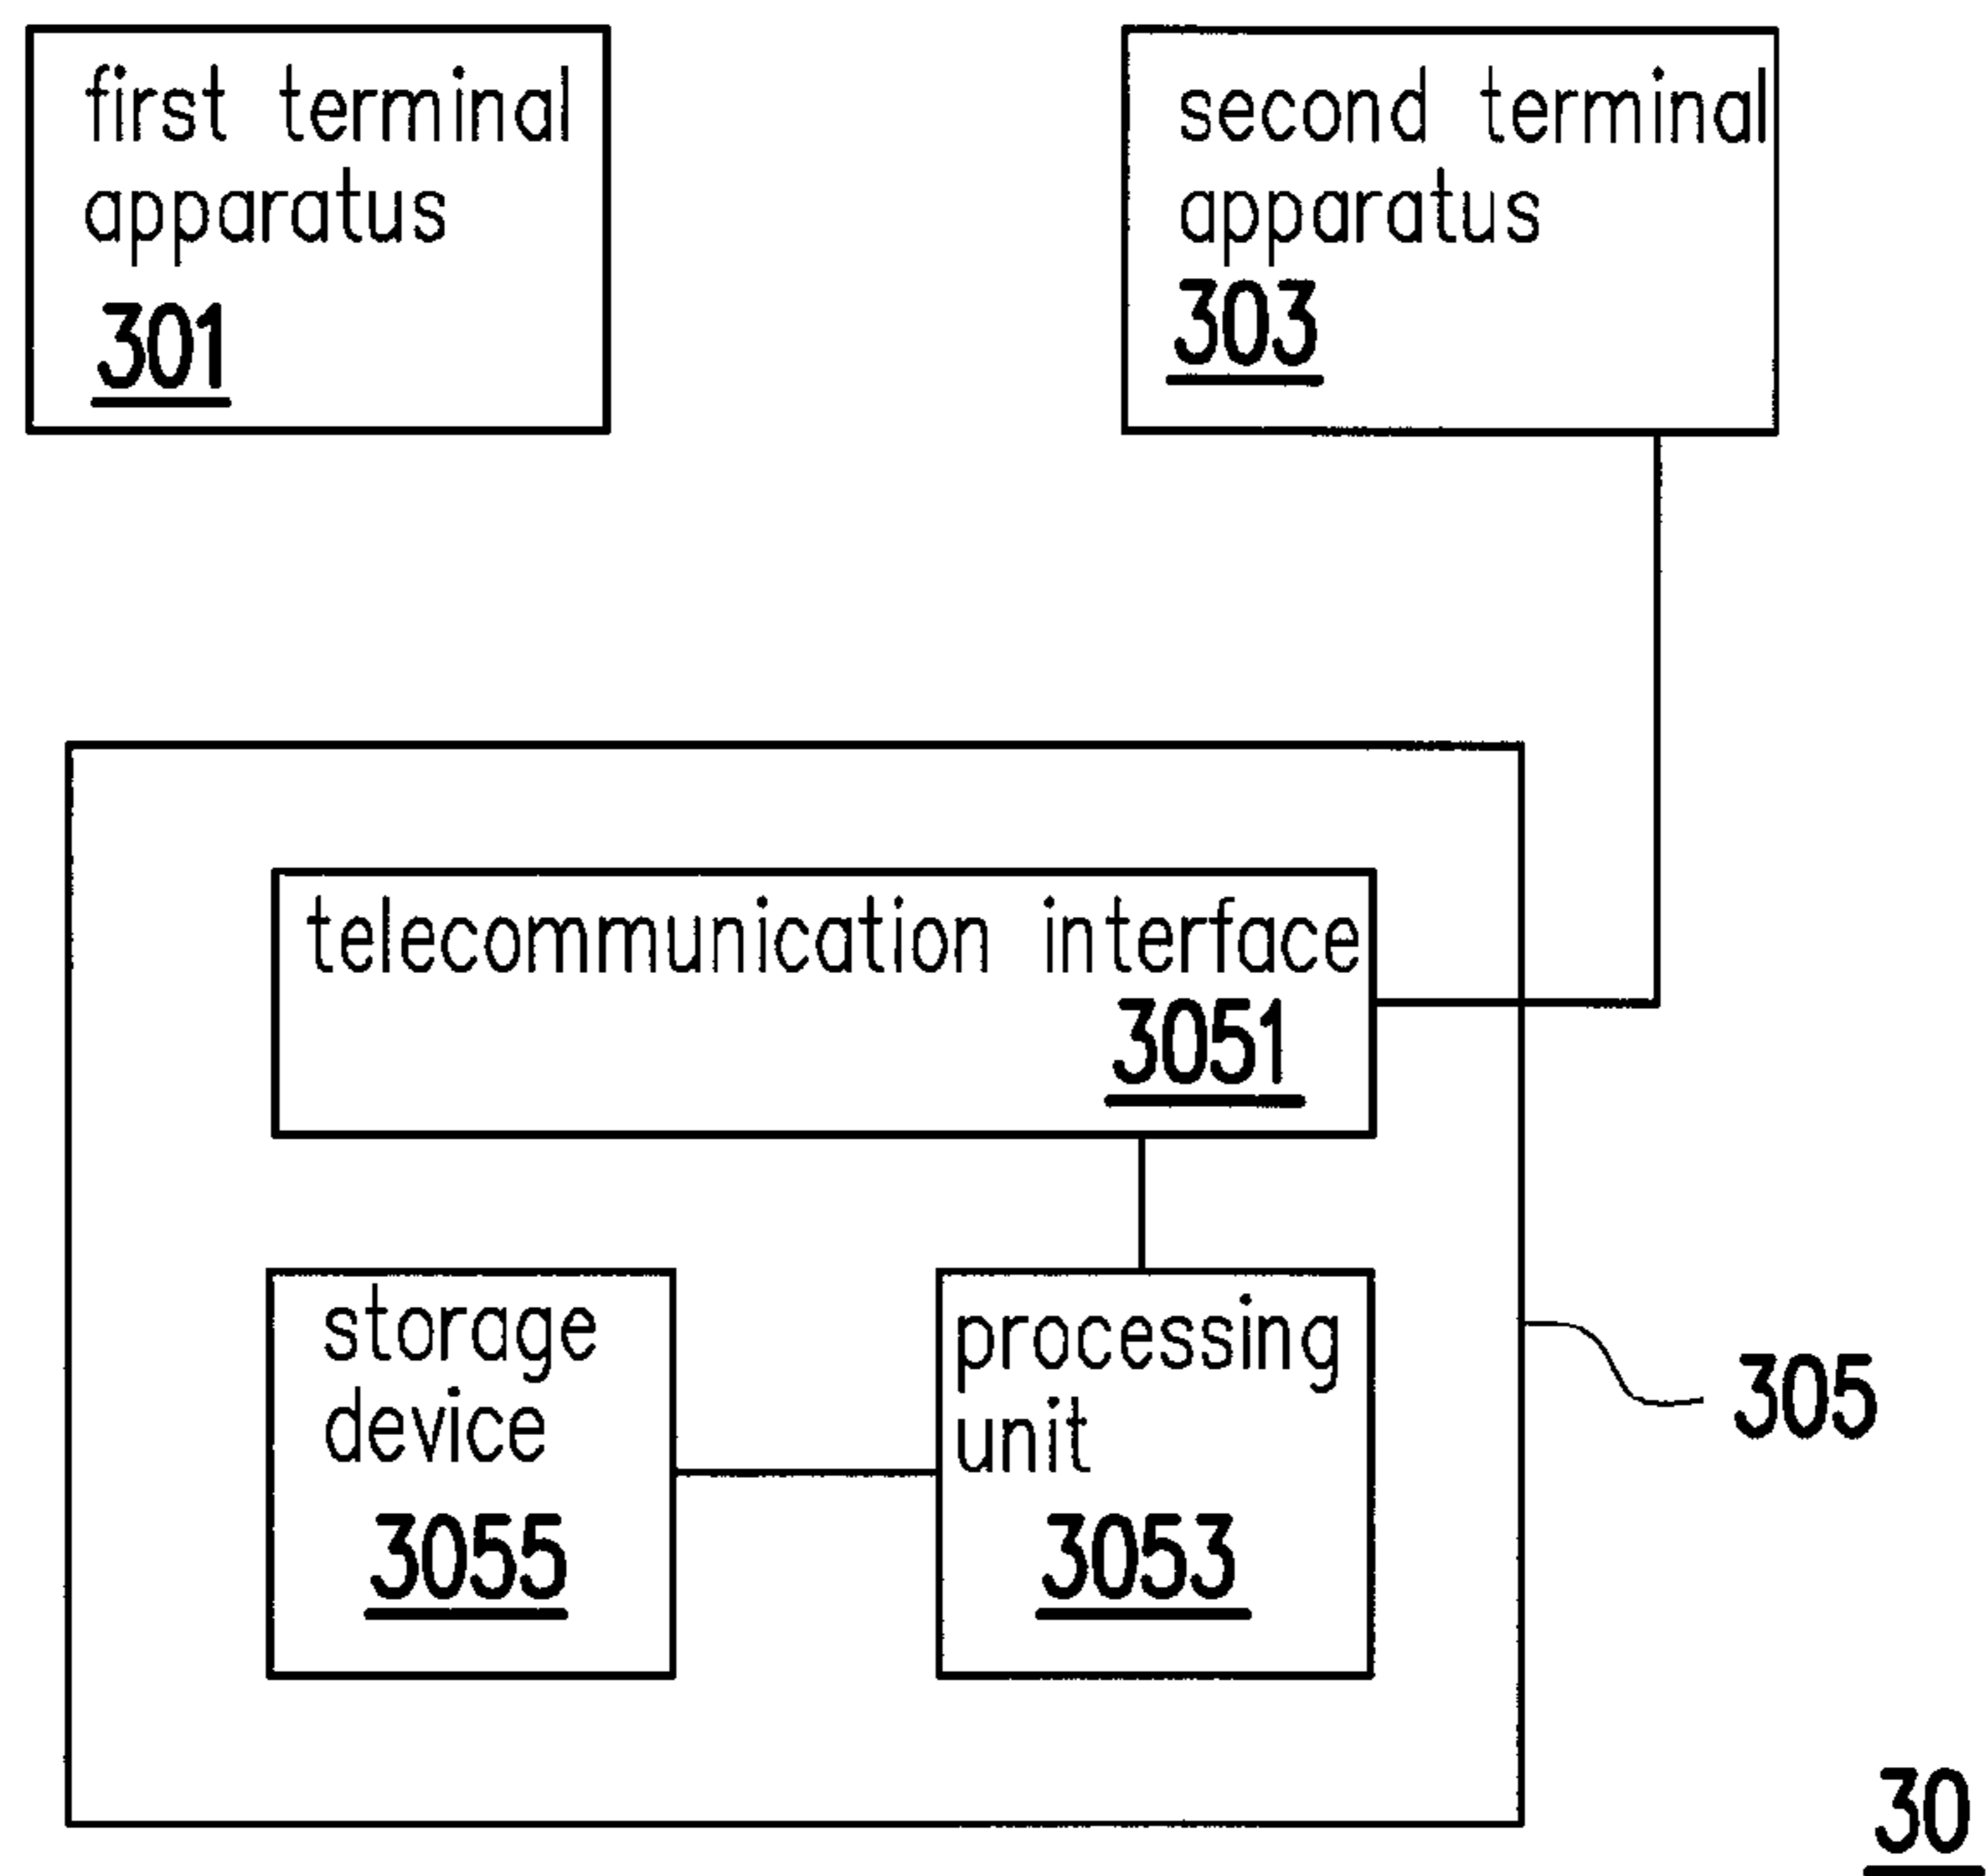 first terminal
apparatus
301
second terminal
apparatus
303
telecommunication interface
3051
storage
device
3055
processing
unit
3053
305
30